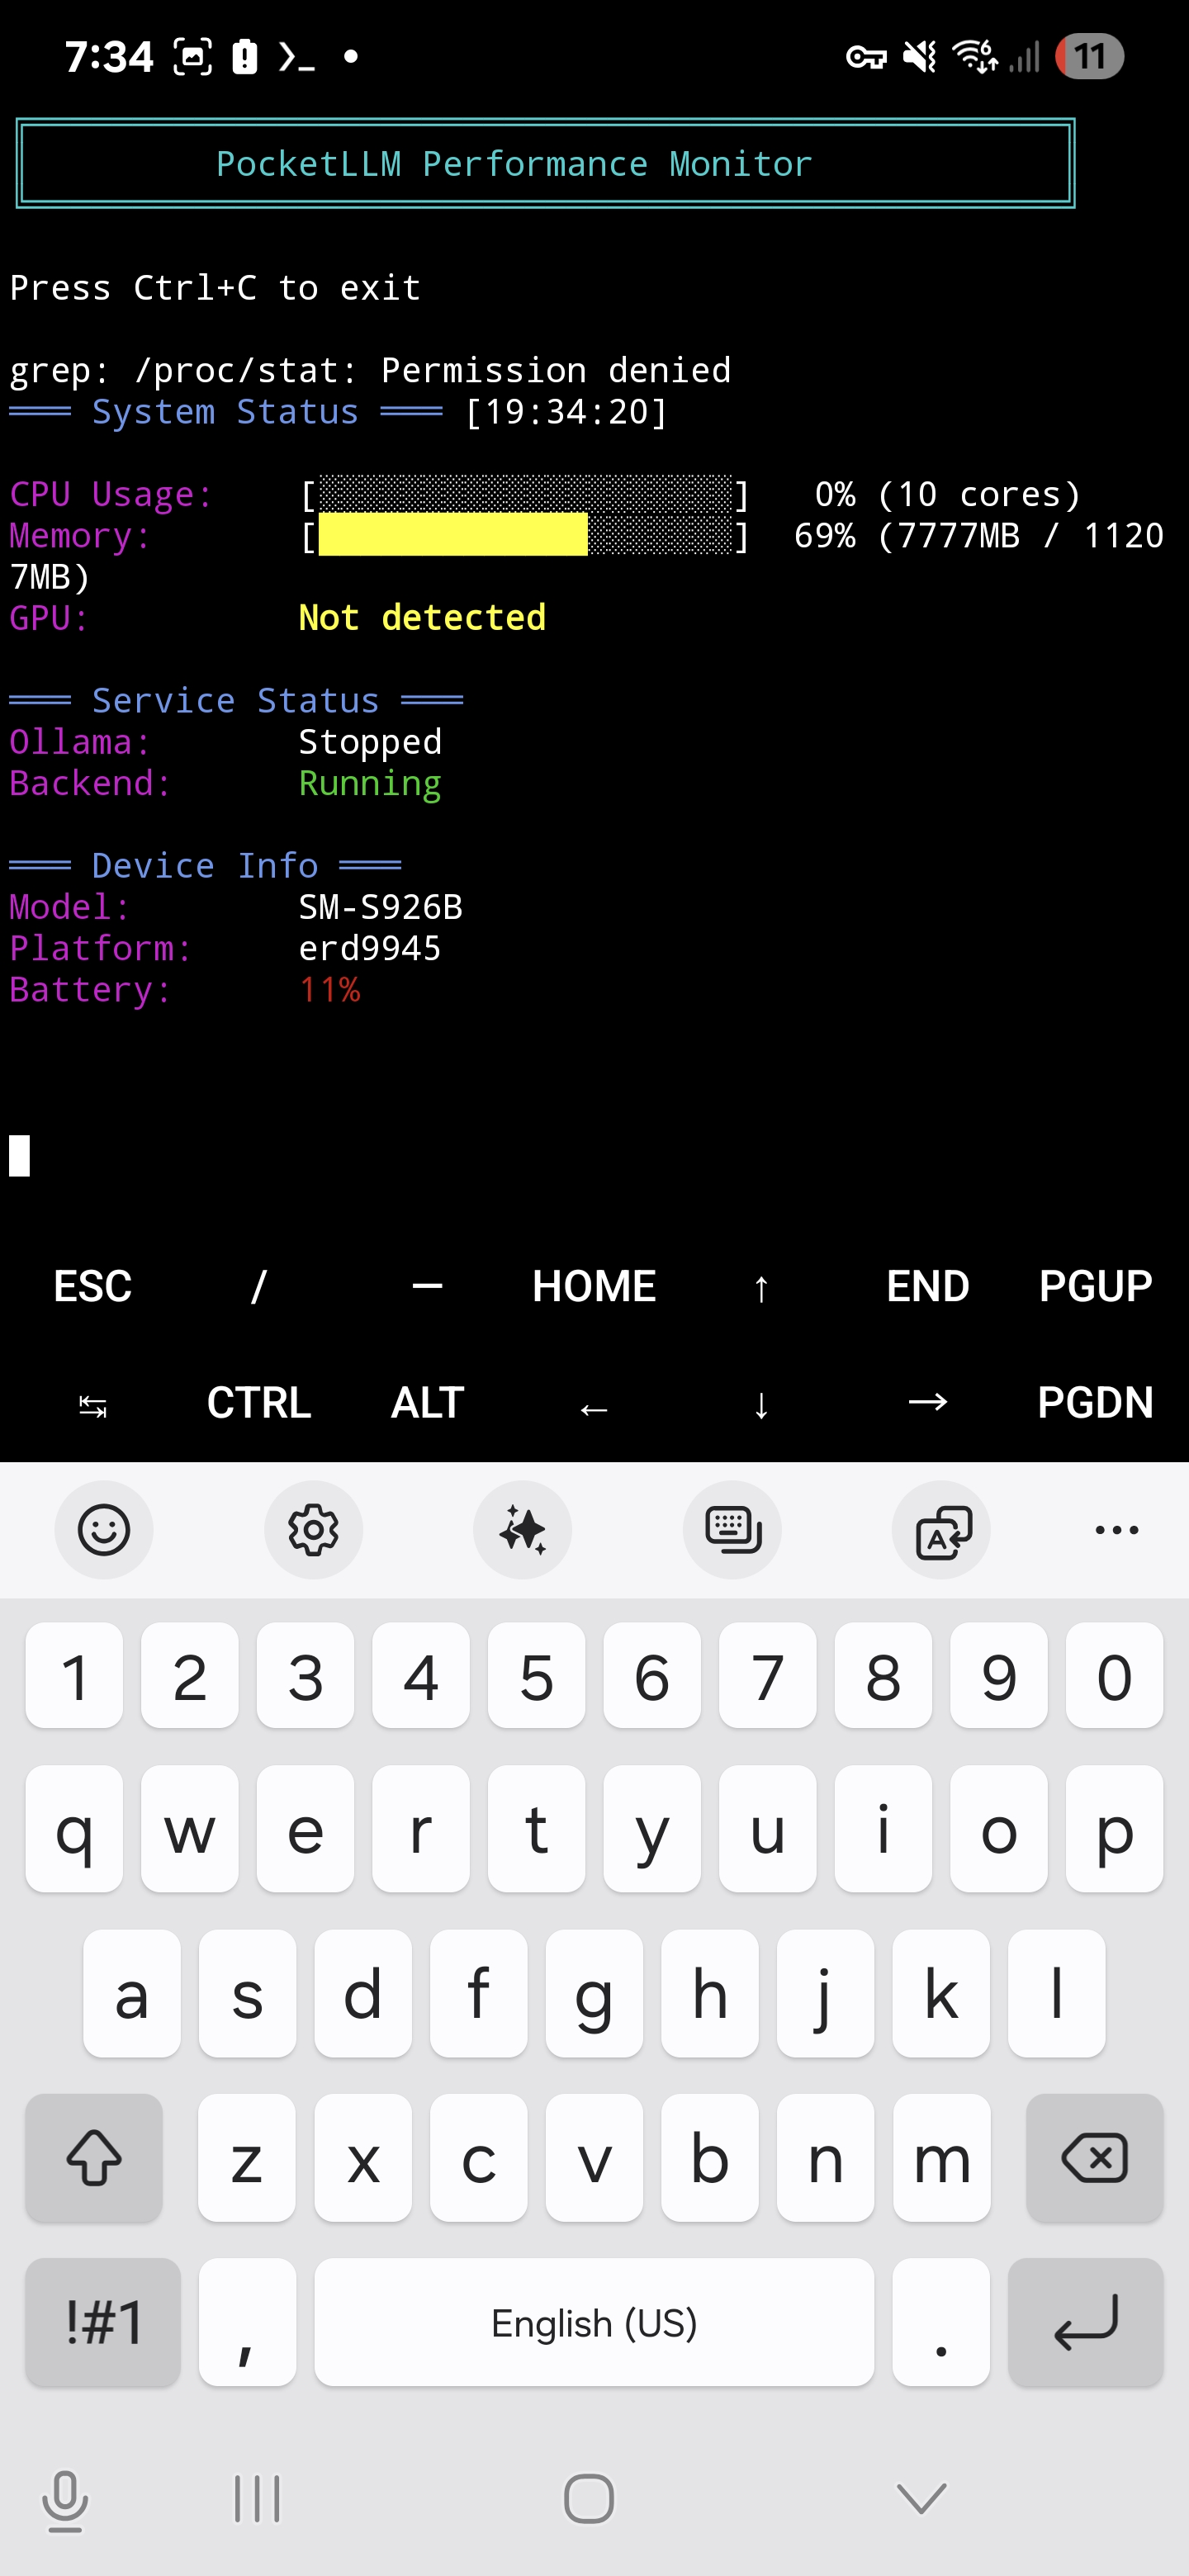 7:34 6 11
PocketLLM Performance Monitor
Press Ctrl+C to exit
grep: /proc/stat: Permission denied
═══ System Status ═══ [19:34:20]
CPU Usage: [░░░░░░░░░░░░░░░░░░░░] 0% (10 cores)
Memory: [█████████████░░░░░░░] 69% (7777MB / 1120
7MB)
GPU: Not detected
═══ Service Status ═══
Ollama: Stopped
Backend: Running
═══ Device Info ═══
Model: SM-S926B
Platform: erd9945
Battery: 11%
ESC / — HOME ↑ END PGUP
↹ CTRL ALT ← ↓ → PGDN
1 2 3 4 5 6 7 8 9 0
q w e r t y u i o p
a s d f g h j k l
z x c v b n m
!#1 , English (US) .